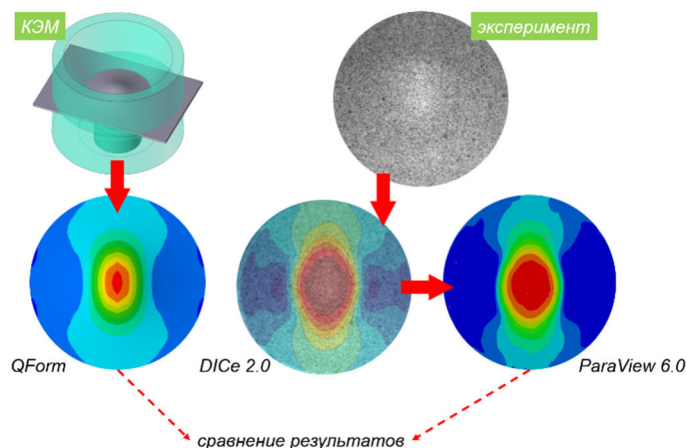 КЭМ
эксперимент
QForm
DICe 2.0
ParaView 6.0
сравнение результатов